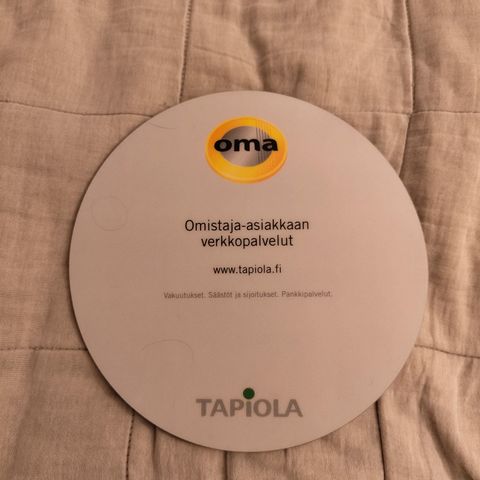 oma
Omistaja-asiakkaan
verkkopalvelut
www.tapiola.fi
Vakuutukset. Säästöt ja sijoitukset. Pankkipalvelut.
TAPIOLA